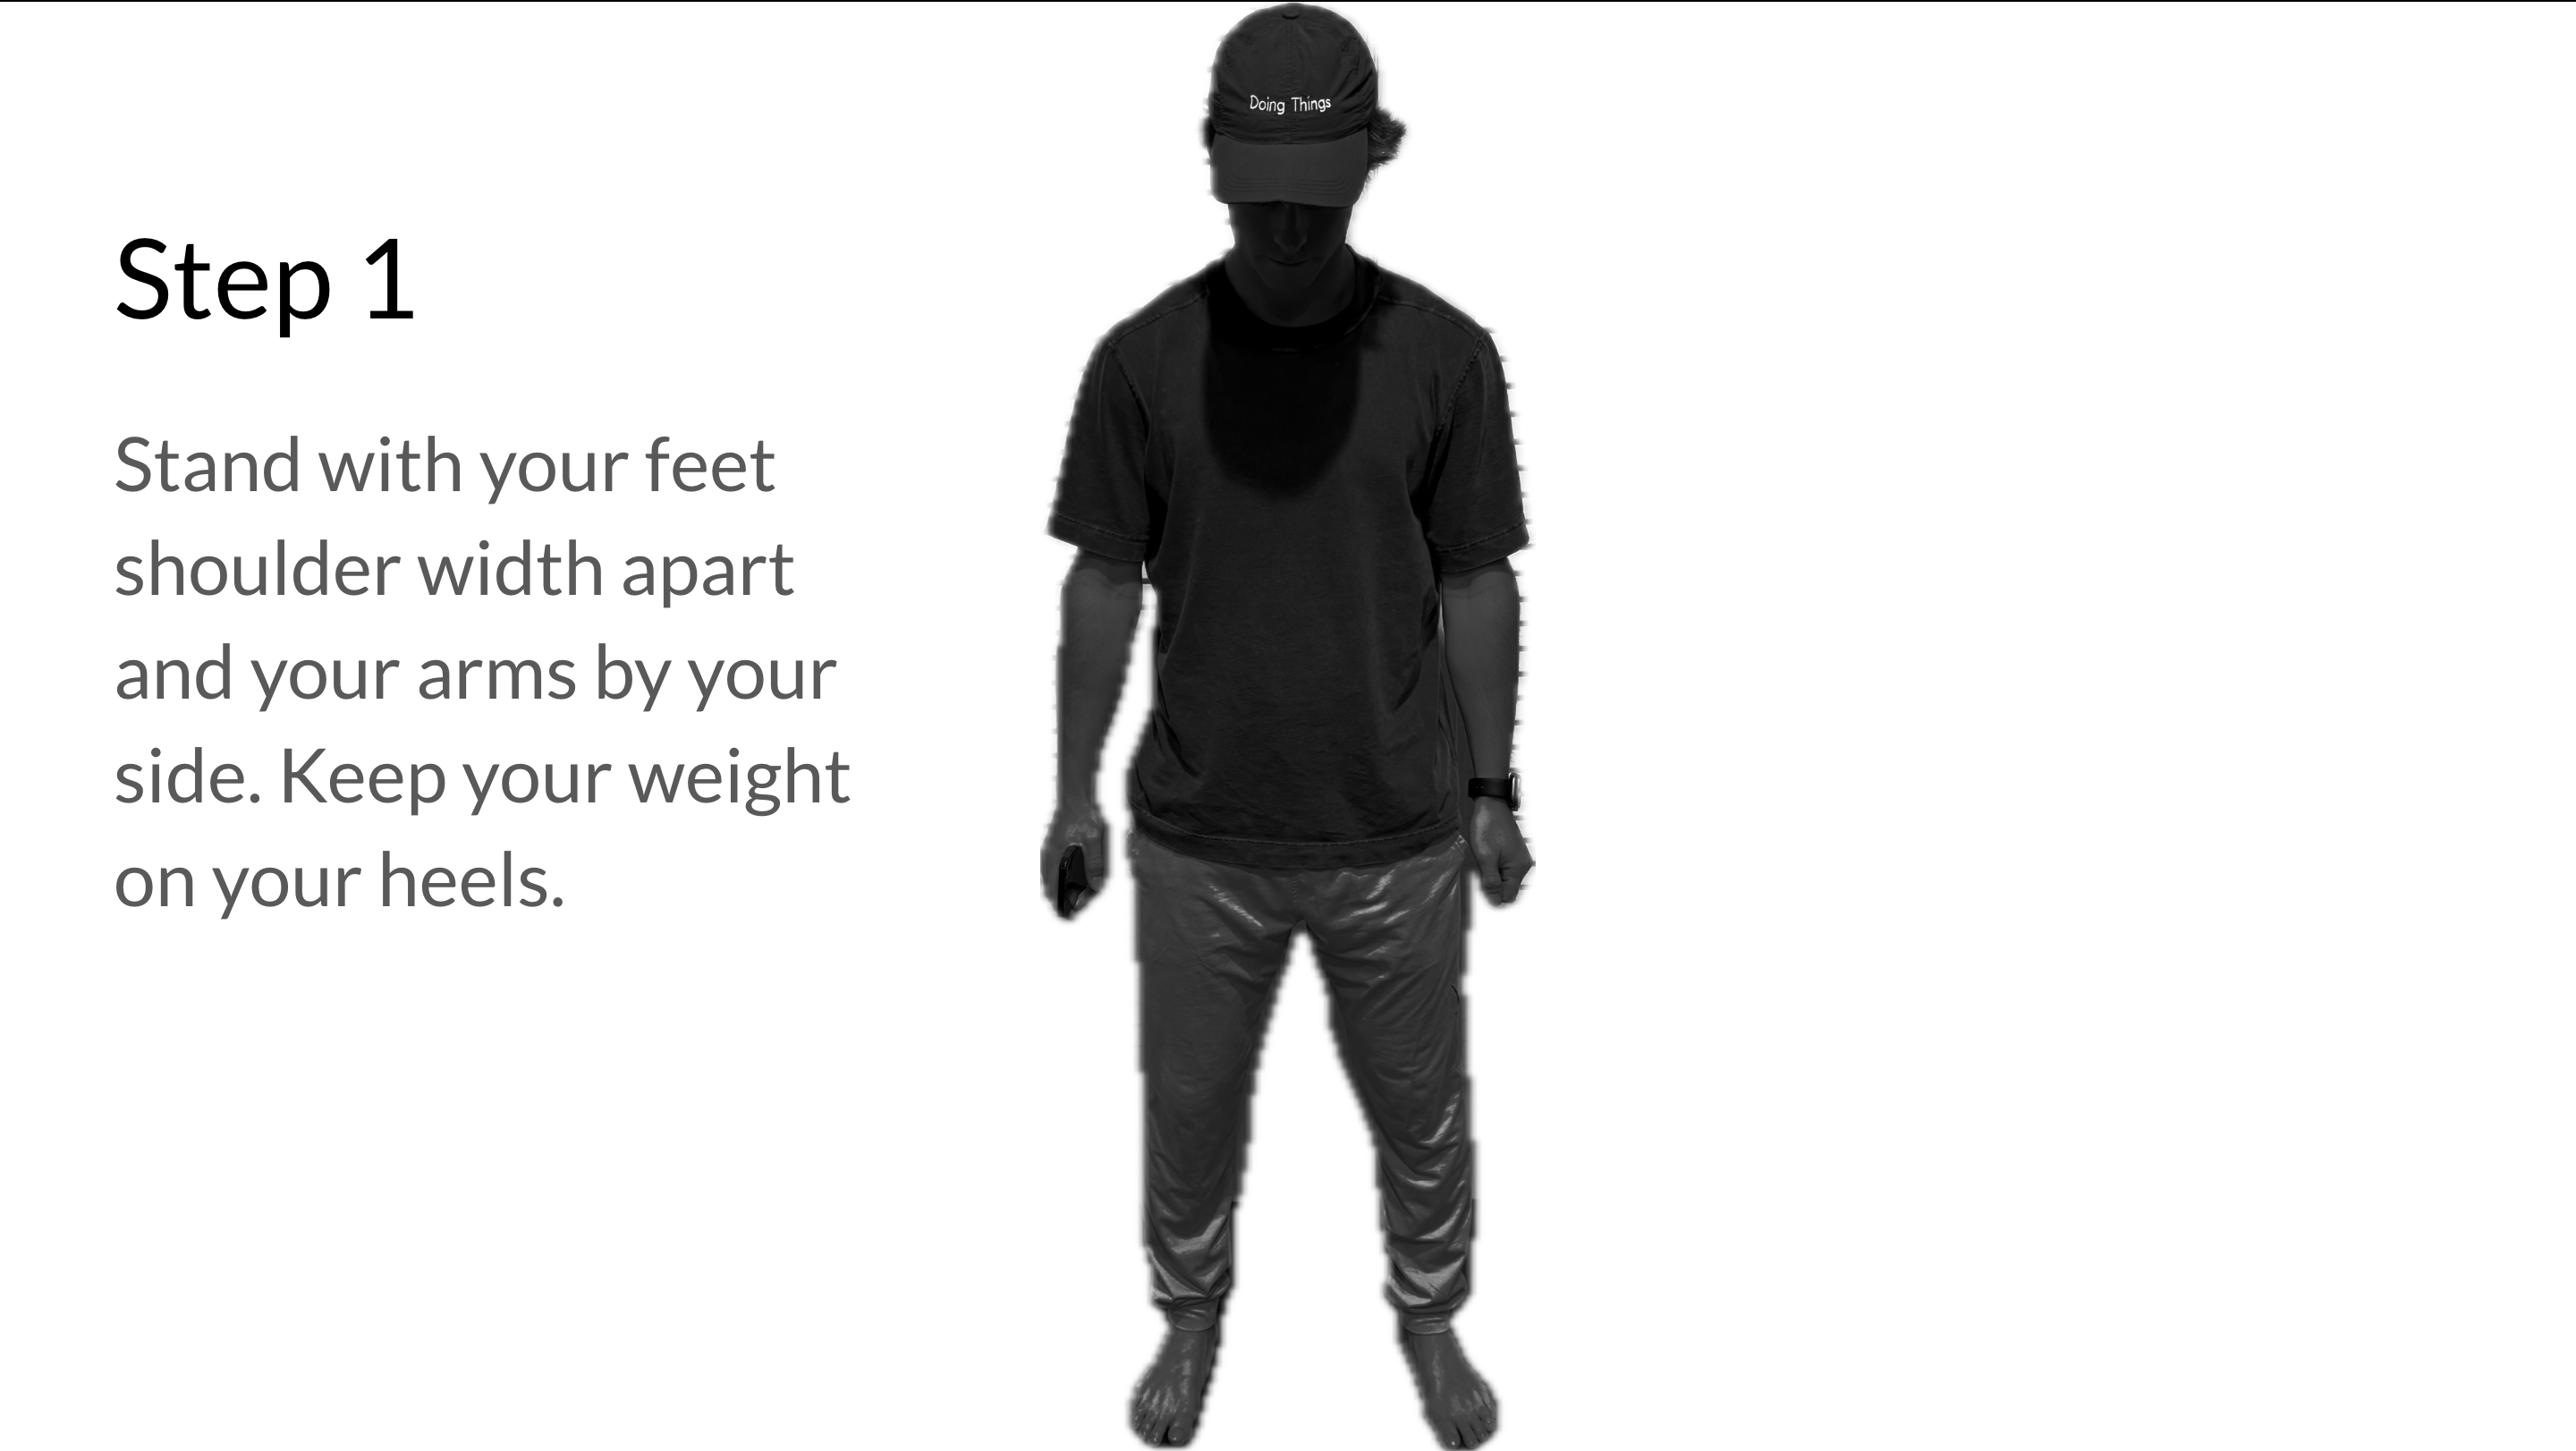 Doing Things
Step 1
Stand with your feet
shoulder width apart
and your arms by your
side. Keep your weight
on your heels.